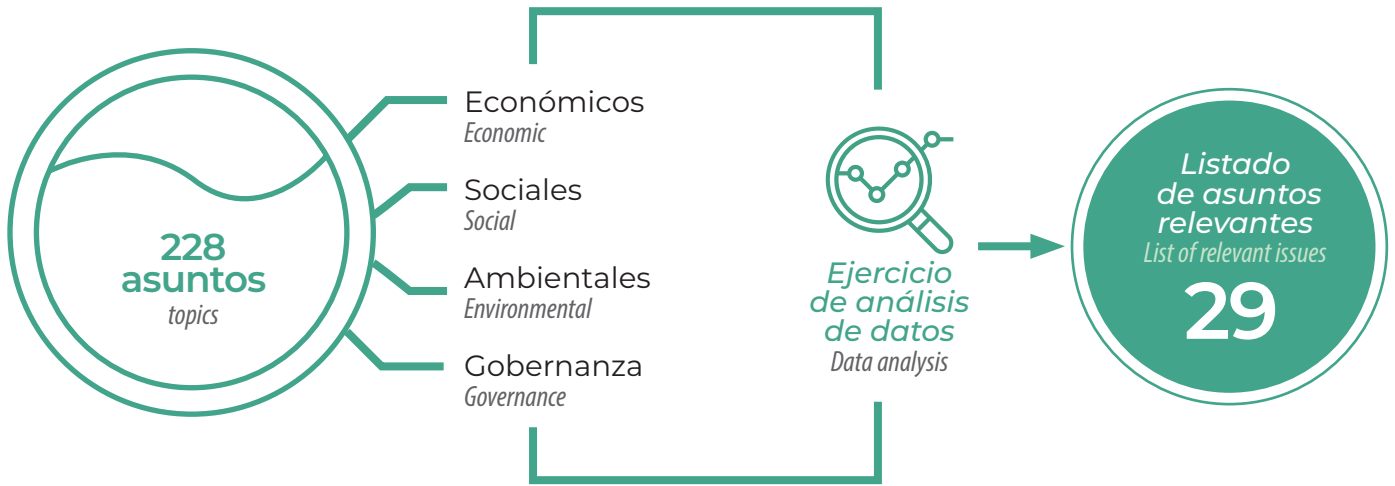 228
asuntos
topics
Económicos
Economic
Sociales
Social
Ambientales
Environmental
Gobernanza
Governance
Ejercicio
de análisis
de datos
Data analysis
Listado
de asuntos
relevantes
List of relevant issues
29